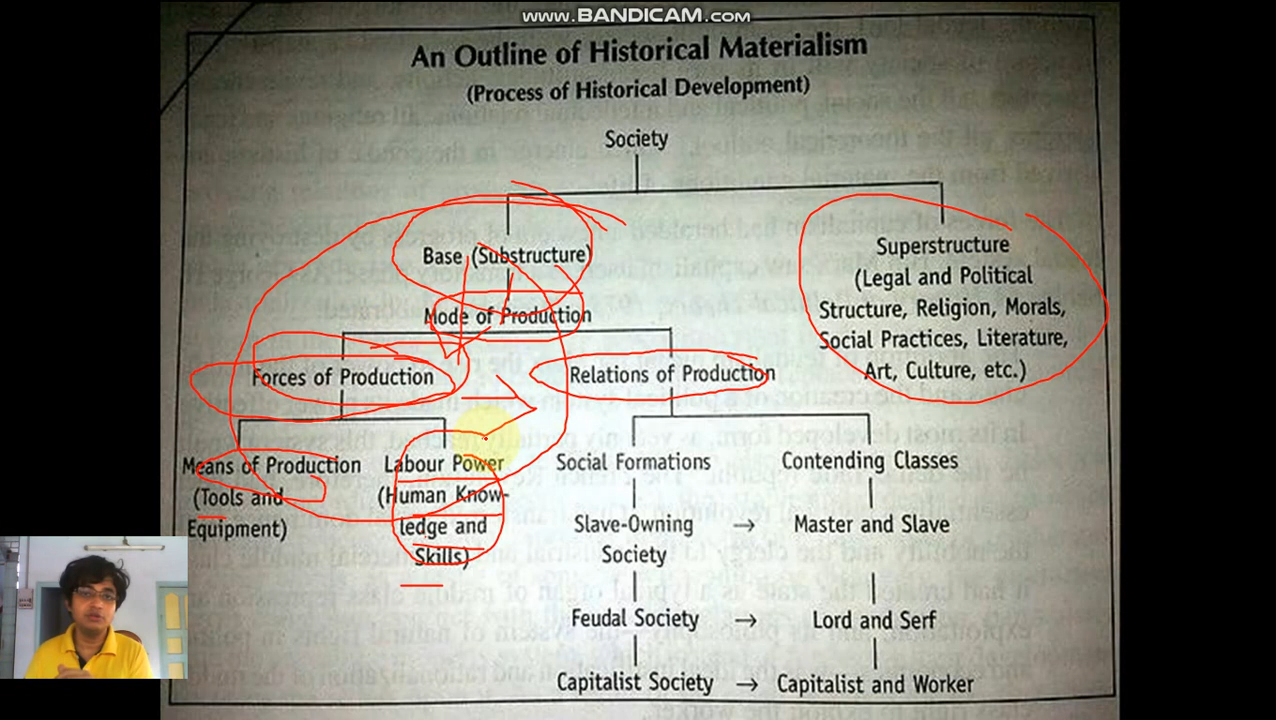 www.BANDICAM.com
An Outline of Historical Materialism
(Process of Historical Development)
Society
Base (Substructure)
Mode of Production
Superstructure
(Legal and Political
Structure, Religion, Morals,
Social Practices, Literature,
Art, Culture, etc.)
Forces of Production
Relations of Production
Means of Production
(Tools and
Equipment)
Labour Power
(Human Know-
ledge and
Skills)
Social Formations
Contending Classes
Slave-Owning
Society
→ Master and Slave
Feudal Society → Lord and Serf
Capitalist Society → Capitalist and Worker